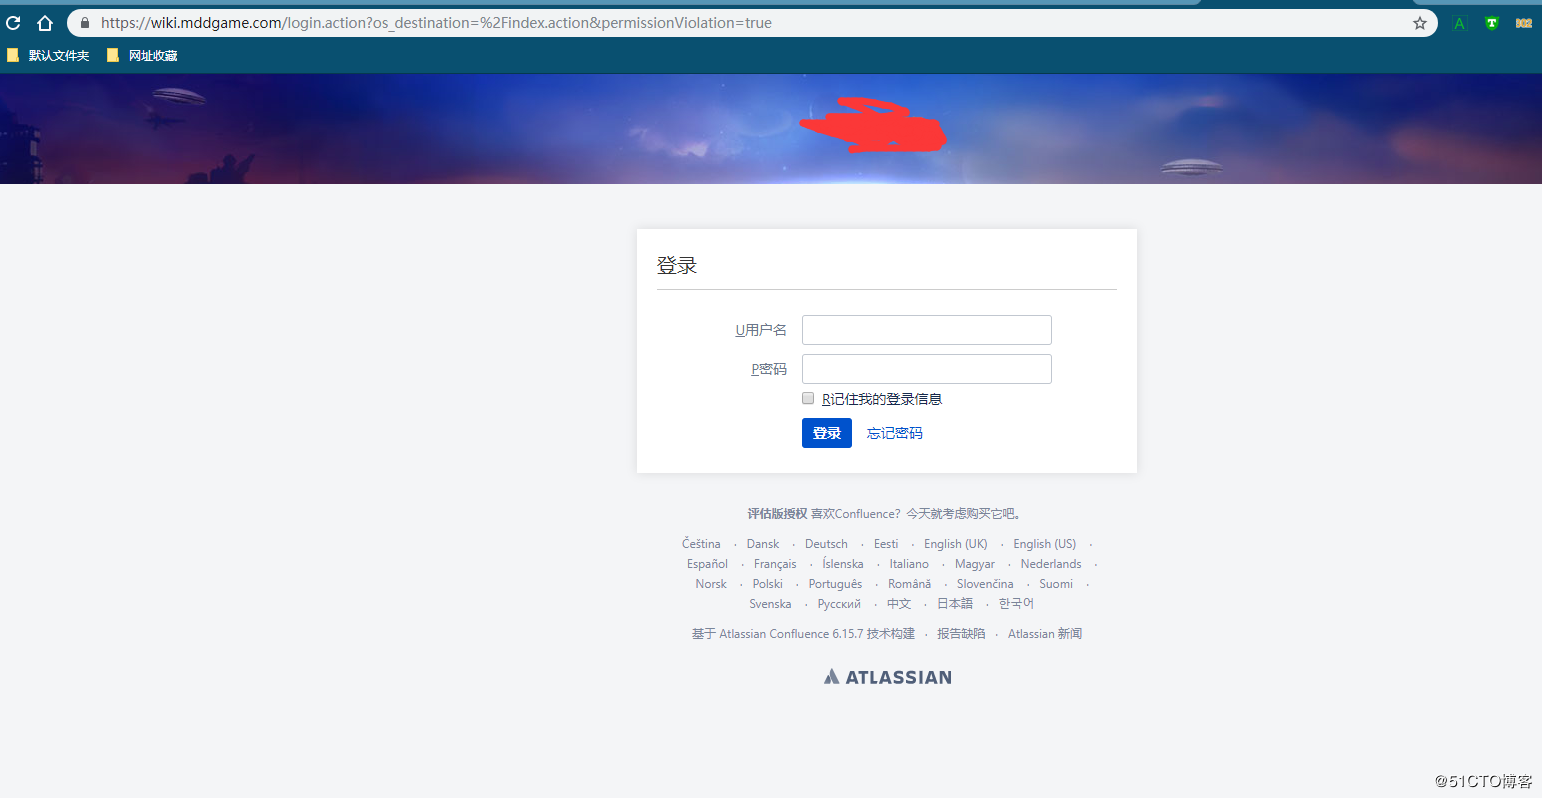 https://wiki.mddgame.com/login.action?os_destination=%2Findex.action&permissionViolation=true
默认文件夹 网址收藏
登录
U用户名
P密码
R记住我的登录信息
登录 忘记密码
评估版授权 喜欢Confluence？今天就考虑购买它吧。
Čeština · Dansk · Deutsch · Eesti · English (UK) · English (US) ·
Español · Français · Íslenska · Italiano · Magyar · Nederlands ·
Norsk · Polski · Português · Română · Slovenčina · Suomi ·
Svenska · Русский · 中文 · 日本語 · 한국어
基于 Atlassian Confluence 6.15.7 技术构建 · 报告缺陷 · Atlassian 新闻
ATLASSIAN
@51CTO博客